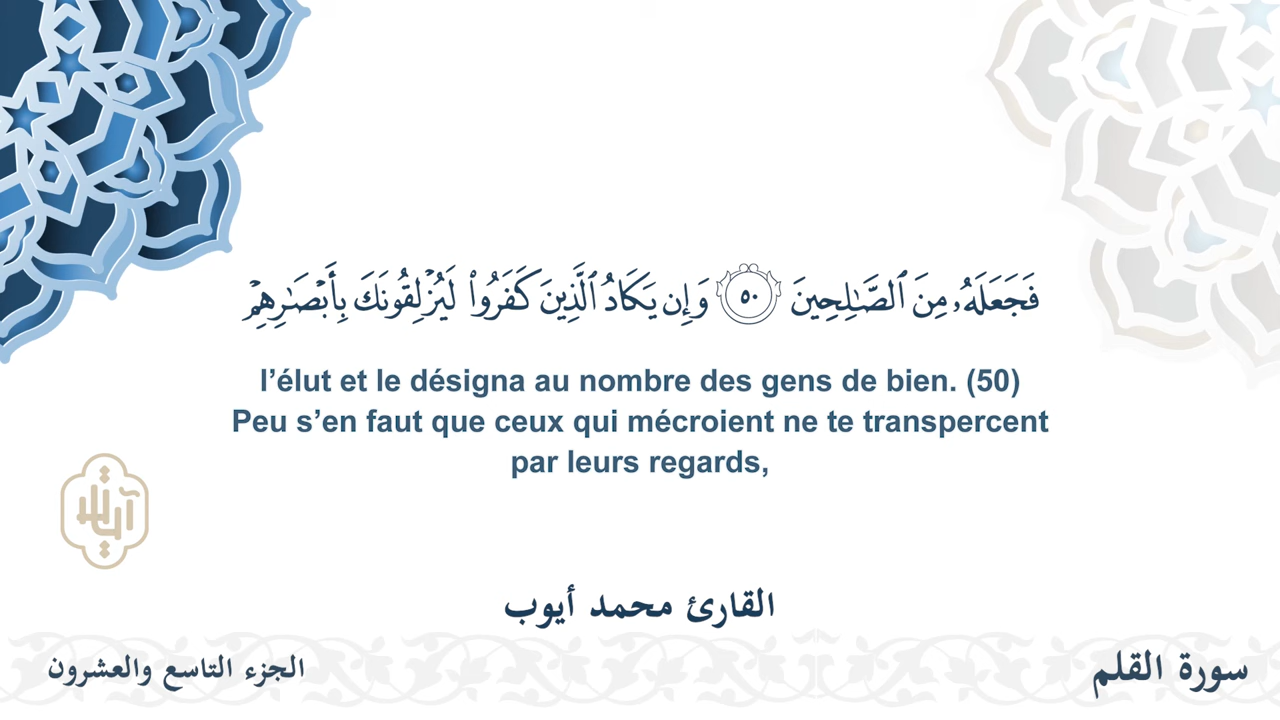 فَجَعَلَهُۥ مِنَ ٱلصَّـٰلِحِينَ ٥٠ وَإِن يَكَادُ ٱلَّذِينَ كَفَرُوا۟ لَيُزْلِقُونَكَ بِأَبْصَـٰرِهِمْ
l’élut et le désigna au nombre des gens de bien. (50)
Peu s’en faut que ceux qui mécroient ne te transpercent
par leurs regards,
القارئ محمد أيوب
سورة القلم
الجزء التاسع والعشرون